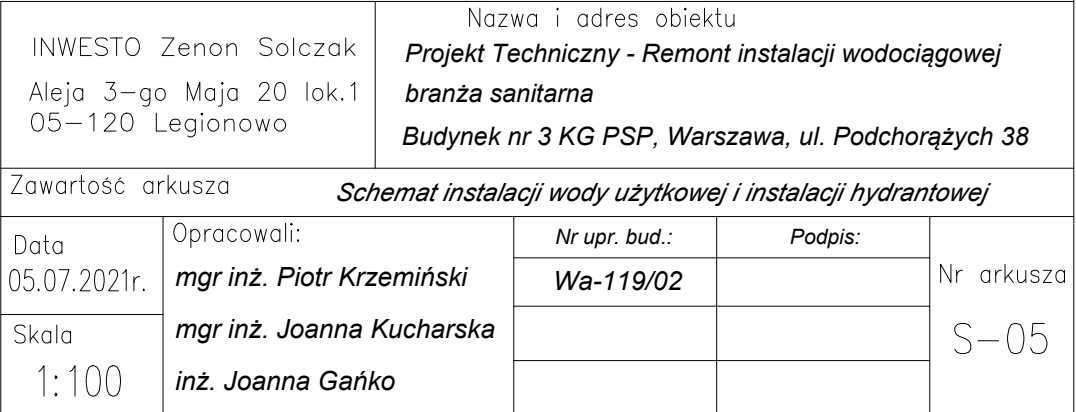 INWESTO Zenon Solczak
Aleja 3-go Maja 20 lok.1
05-120 Legionowo
Nazwa i adres obiektu
Projekt Techniczny - Remont instalacji wodociągowej
branża sanitarna
Budynek nr 3 KG PSP, Warszawa, ul. Podchorążych 38
Zawartość arkusza
Schemat instalacji wody użytkowej i instalacji hydrantowej
Data
05.07.2021r.
Skala
1:100
Opracowali:
mgr inż. Piotr Krzemiński
mgr inż. Joanna Kucharska
inż. Joanna Gańko
Nr upr. bud.:
Wa-119/02
Podpis:
Nr arkusza
S-05